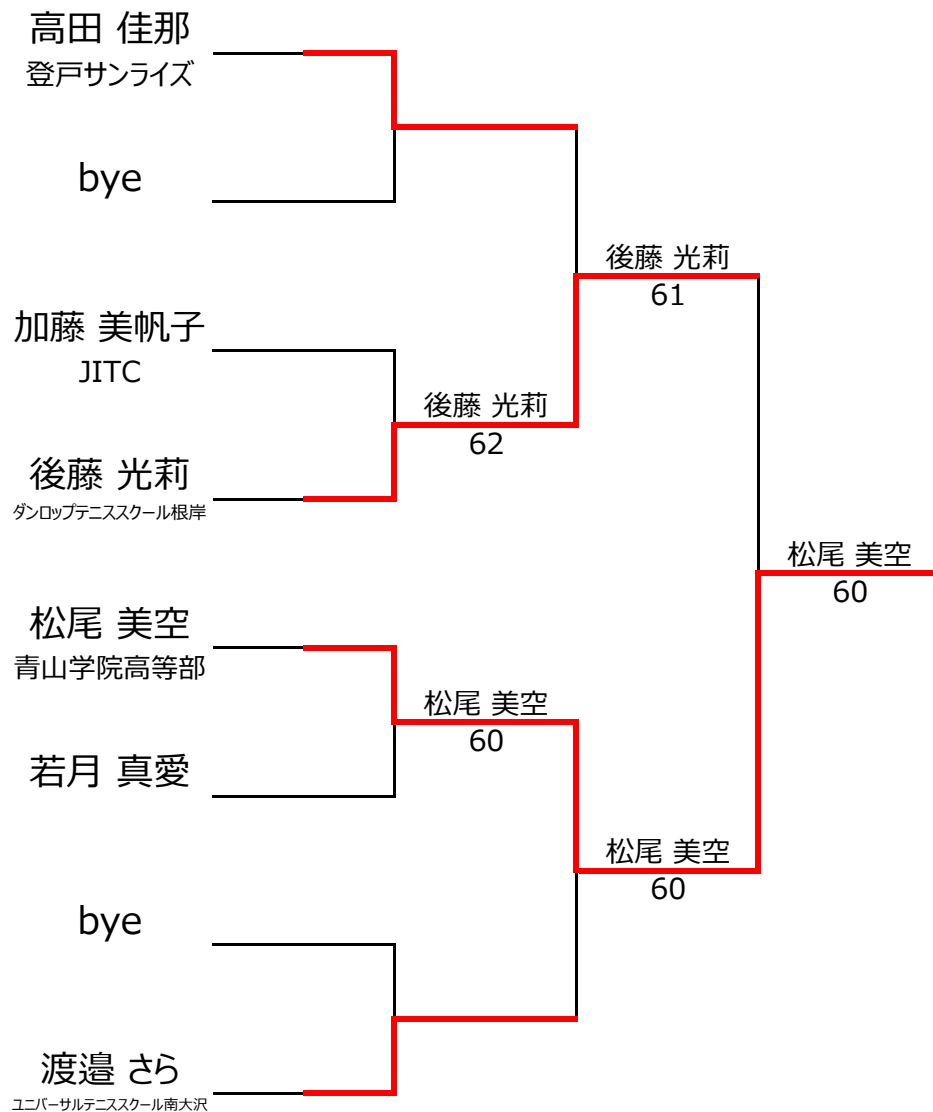 高田 佳那
登戸サンライズ
bye
加藤 美帆子
JITC
後藤 光莉
ダンロップテニススクール根岸
松尾 美空
青山学院高等部
若月 真愛
bye
渡邉 さら
ユニバーサルテニススクール南大沢
後藤 光莉
62
松尾 美空
60
後藤 光莉
61
松尾 美空
60
松尾 美空
60